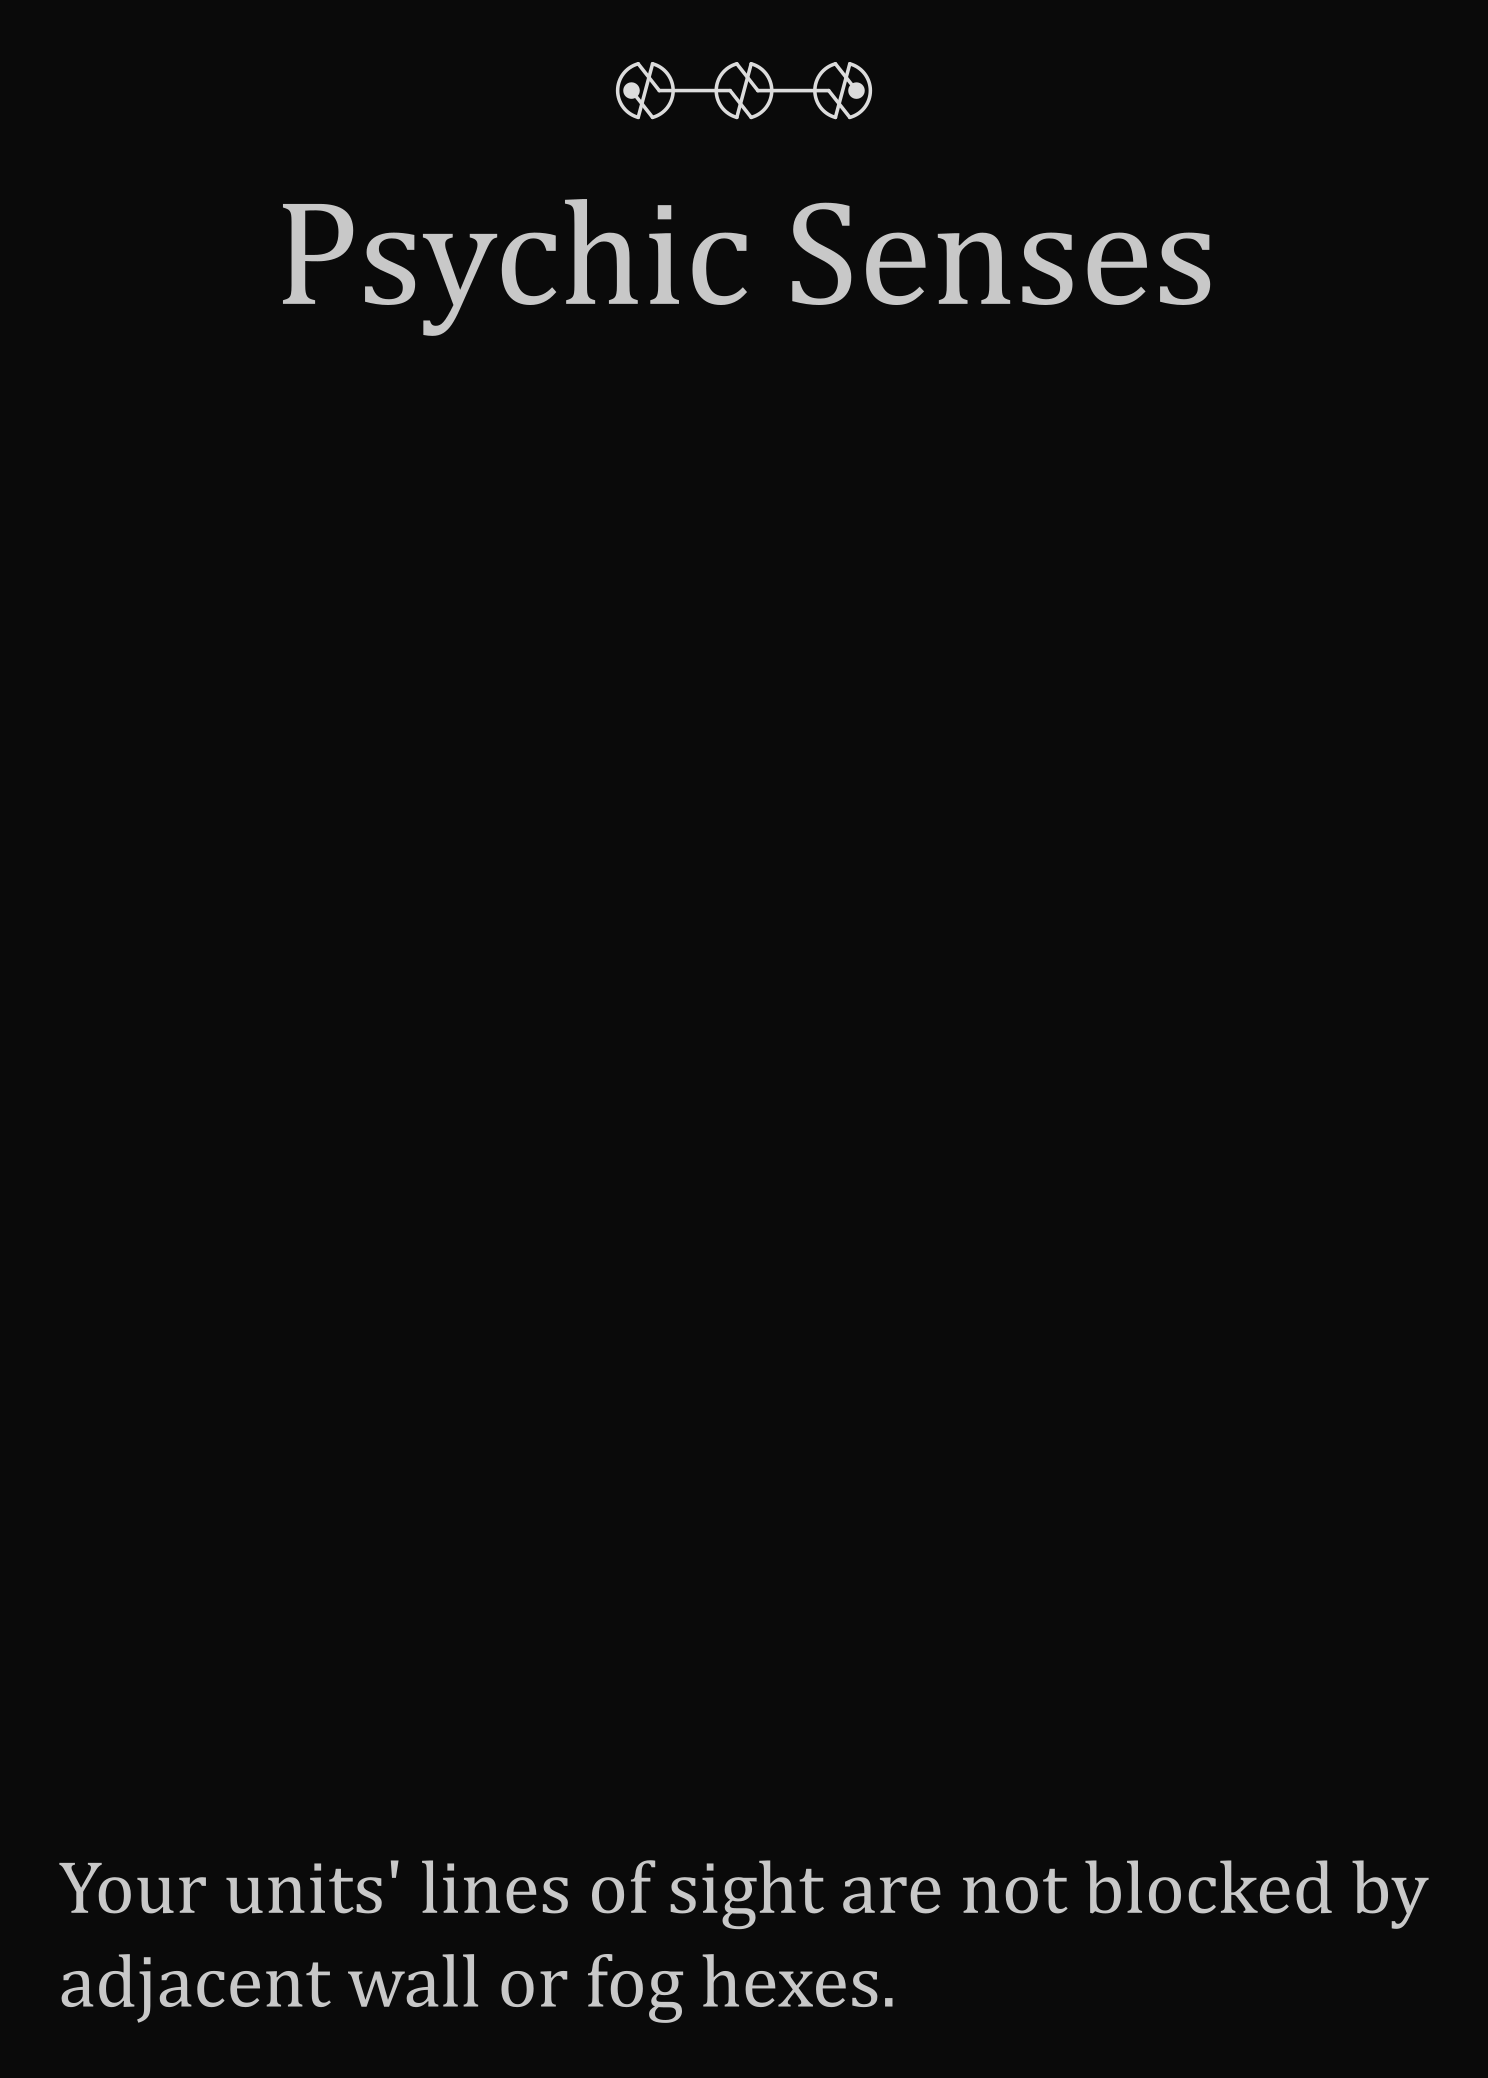 Psychic Senses
Your units' lines of sight are not blocked by
adjacent wall or fog hexes.